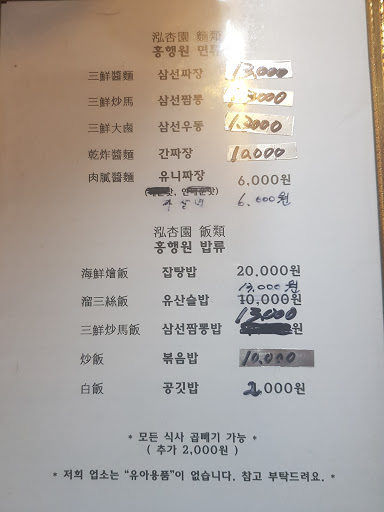 泓杏園 麵類
홍행원 면류
三鮮醬麵 삼선짜장 13,000
三鮮炒馬 삼선짬뽕 13,000
三鮮大鹵 삼선우동 13,000
乾炸醬麵 간짜장 10,000
肉膩醬麵 유니짜장 6,000원
6,000원
泓杏園 飯類
홍행원 밥류
海鮮燴飯 잡탕밥 20,000원
13,000원
溜三絲飯 유산슬밥 10,000원
13,000
三鮮炒馬飯 삼선짬뽕밥 원
炒飯 볶음밥 10,000
白飯 공깃밥 2,000원
* 모든 식사 곱빼기 가능 *
( 추가 2,000원 )
* 저희 업소는 "유아용품"이 없습니다. 참고 부탁드려요. *